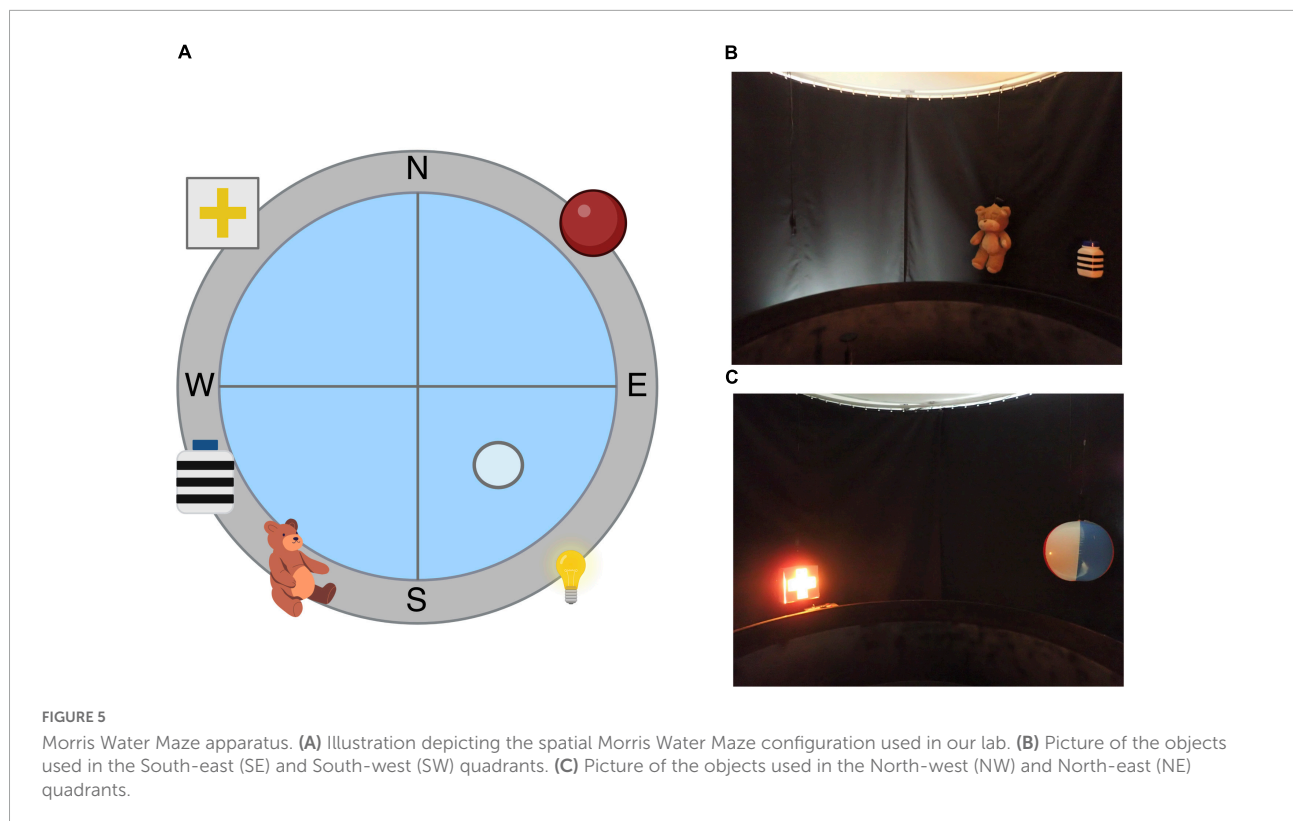 A
B
N
W
E
S
C
FIGURE 5
Morris Water Maze apparatus. (A) Illustration depicting the spatial Morris Water Maze configuration used in our lab. (B) Picture of the objects
used in the South-east (SE) and South-west (SW) quadrants. (C) Picture of the objects used in the North-west (NW) and North-east (NE)
quadrants.